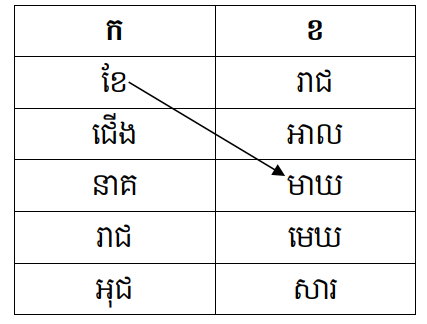 ក ខ
ខែ រាជ
ជើង អាល
នាគ មាឃ
រាជ មេឃ
អុជ សារ